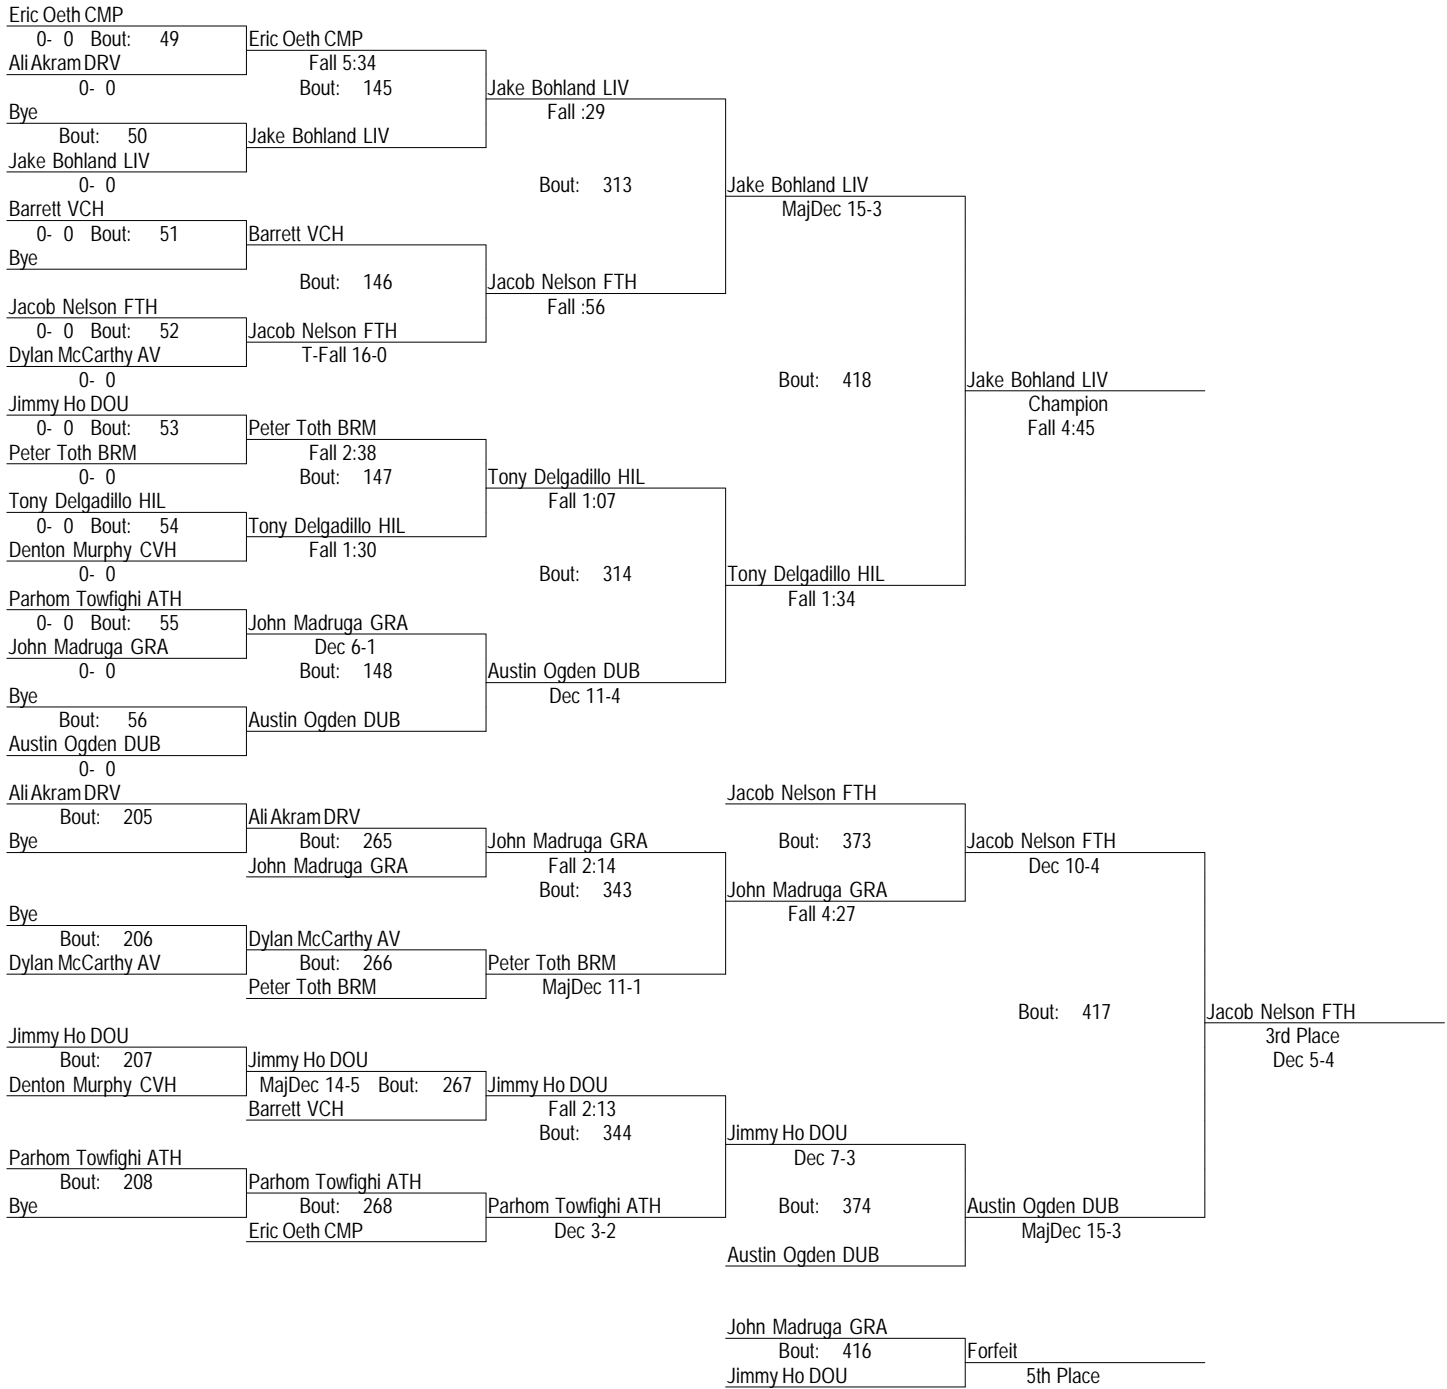 Eric Oeth CMP
0- 0 Bout: 49 Eric Oeth CMP
Ali Akram DRV Fall 5:34
0- 0 Bout: 145 Jake Bohland LIV
Bye Fall :29
Bout: 50 Jake Bohland LIV
Jake Bohland LIV
0- 0 Bout: 313 Jake Bohland LIV
Barrett VCH MajDec 15-3
0- 0 Bout: 51 Barrett VCH
Bye
Bout: 146 Jacob Nelson FTH
Jacob Nelson FTH Fall :56
0- 0 Bout: 52 Jacob Nelson FTH
Dylan McCarthy AV T-Fall 16-0
0- 0 Bout: 418 Jake Bohland LIV
Jimmy Ho DOU Champion
0- 0 Bout: 53 Peter Toth BRM Fall 4:45
Peter Toth BRM Fall 2:38
0- 0 Bout: 147 Tony Delgadillo HIL
Tony Delgadillo HIL Fall 1:07
0- 0 Bout: 54 Tony Delgadillo HIL
Denton Murphy CVH Fall 1:30
0- 0 Bout: 314 Tony Delgadillo HIL
Parhom Towfighi ATH Fall 1:34
0- 0 Bout: 55 John Madruga GRA
John Madruga GRA Dec 6-1
0- 0 Bout: 148 Austin Ogden DUB
Bye Dec 11-4
Bout: 56 Austin Ogden DUB
Austin Ogden DUB
0- 0
Ali Akram DRV Jacob Nelson FTH
Bout: 205 Ali Akram DRV
Bye Bout: 265 John Madruga GRA Bout: 373 Jacob Nelson FTH
John Madruga GRA Fall 2:14 Dec 10-4
Bout: 343 John Madruga GRA
Bye Fall 4:27
Bout: 206 Dylan McCarthy AV
Dylan McCarthy AV Bout: 266 Peter Toth BRM
Peter Toth BRM MajDec 11-1
Bout: 417 Jacob Nelson FTH
Jimmy Ho DOU 3rd Place
Bout: 207 Jimmy Ho DOU Dec 5-4
Denton Murphy CVH MajDec 14-5 Bout: 267 Jimmy Ho DOU
Barrett VCH Fall 2:13
Bout: 344 Jimmy Ho DOU
Parhom Towfighi ATH Dec 7-3
Bout: 208 Parhom Towfighi ATH
Bye Bout: 268 Parhom Towfighi ATH Bout: 374 Austin Ogden DUB
Eric Oeth CMP Dec 3-2 MajDec 15-3
Austin Ogden DUB
John Madruga GRA
Bout: 416 Forfeit
Jimmy Ho DOU 5th Place